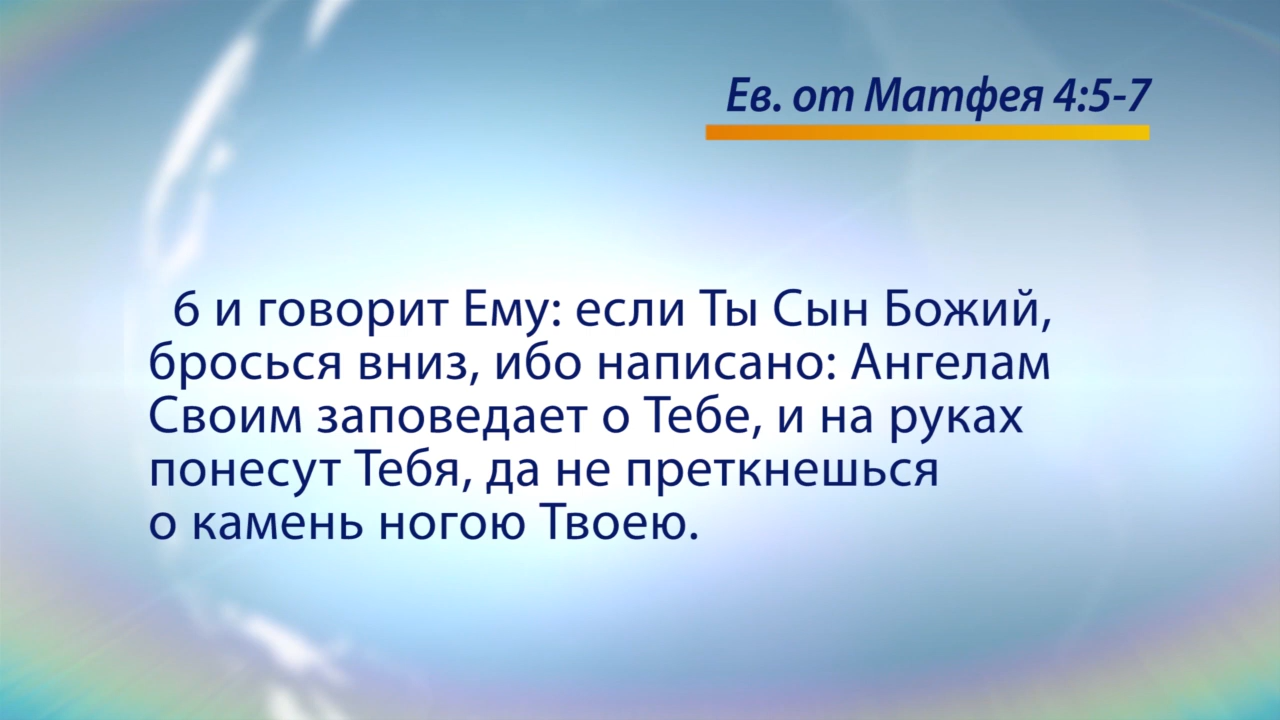 Ев. от Матфея 4:5-7
6 и говорит Ему: если Ты Сын Божий,
бросься вниз, ибо написано: Ангелам
Своим заповедает о Тебе, и на руках
понесут Тебя, да не преткнешься
о камень ногою Твоею.